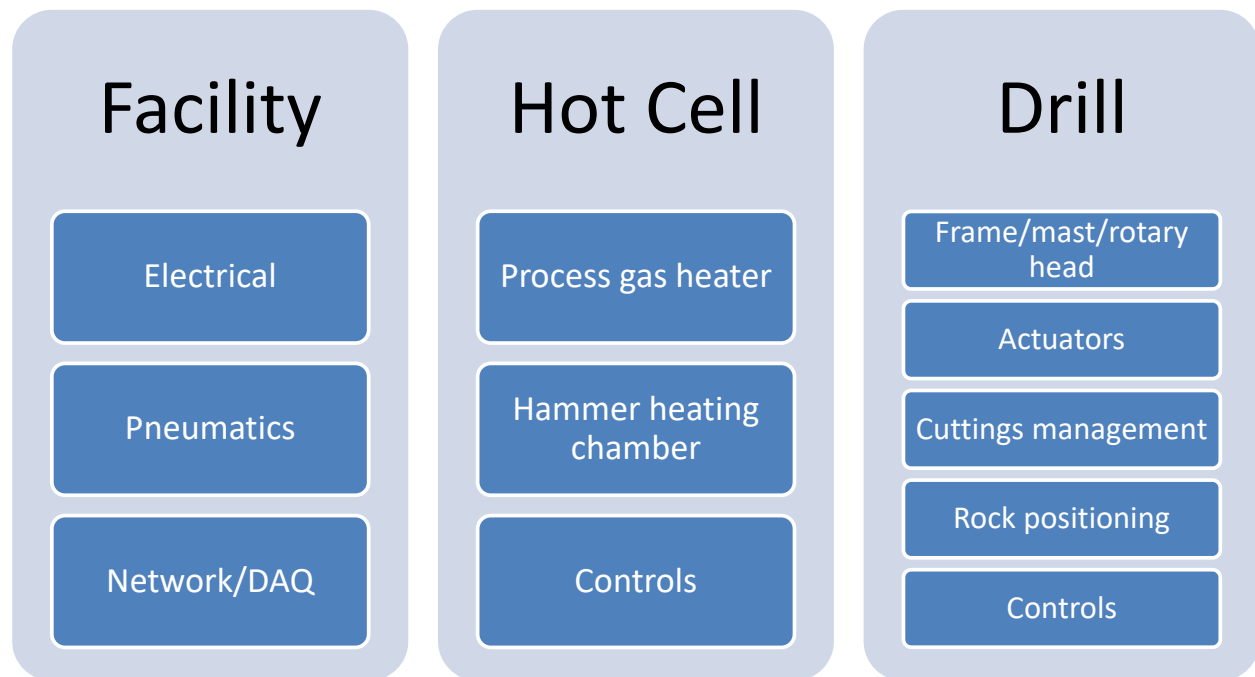 Facility
Electrical
Pneumatics
Network/DAQ
Hot Cell
Process gas heater
Hammer heating
chamber
Controls
Drill
Frame/mast/rotary
head
Actuators
Cuttings management
Rock positioning
Controls